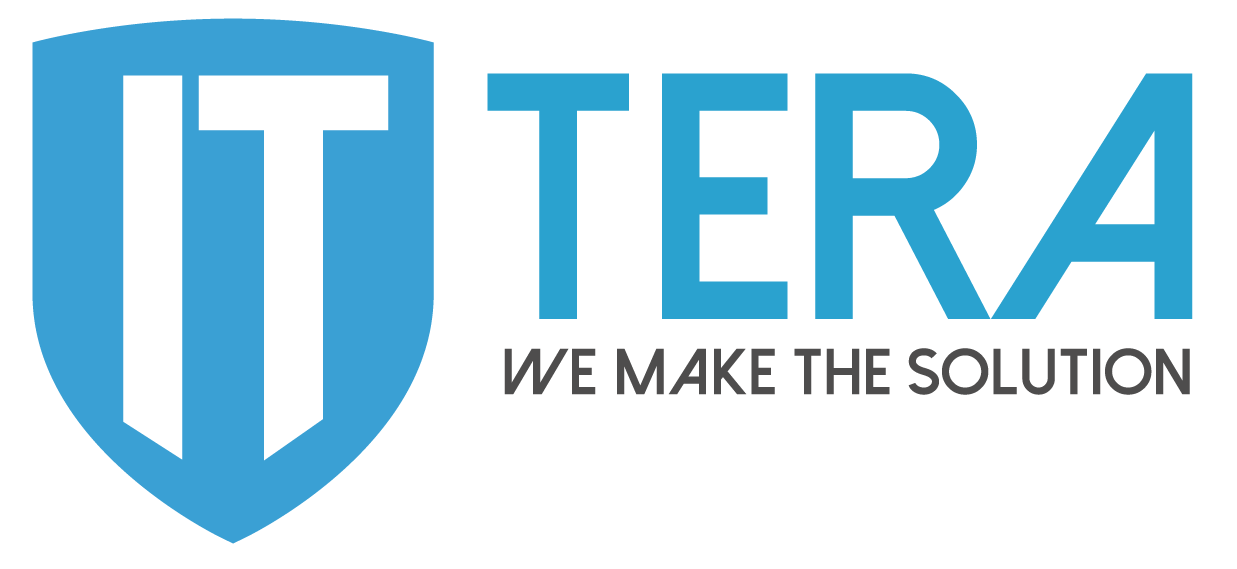 IT
TERA
WE MAKE THE SOLUTION